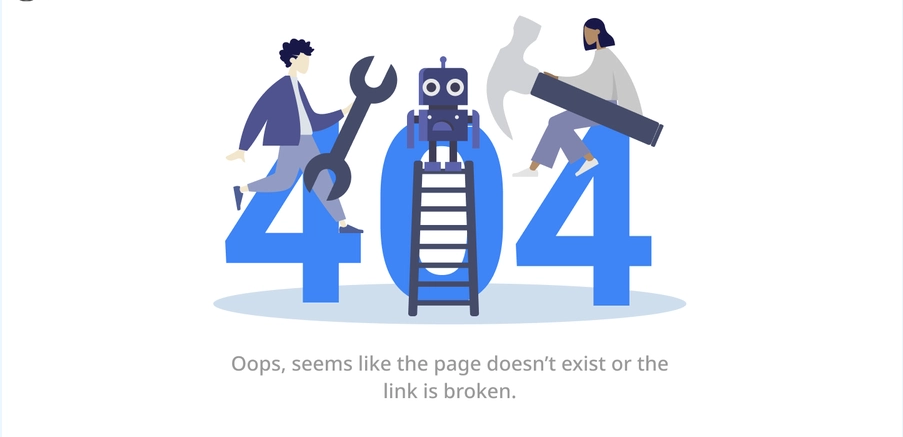 404
Oops, seems like the page doesn’t exist or the
link is broken.